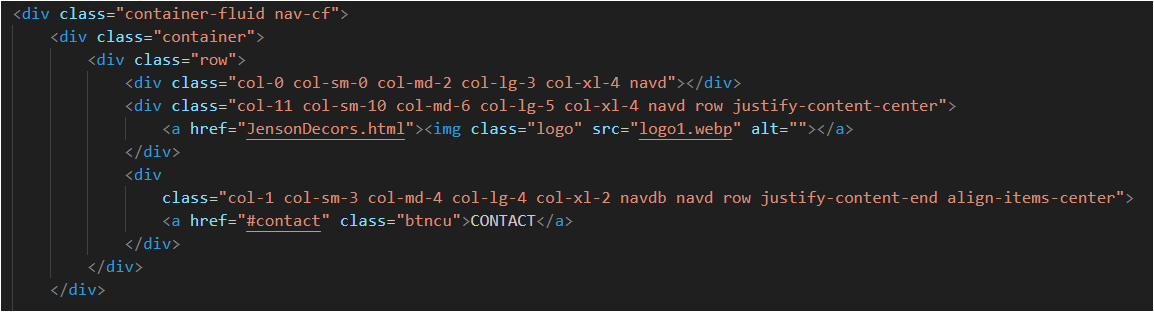 <div class="container-fluid nav-cf">
    <div class="container">
        <div class="row">
            <div class="col-0 col-sm-0 col-md-2 col-lg-3 col-xl-4 navd"></div>
            <div class="col-11 col-sm-10 col-md-6 col-lg-5 col-xl-4 navd row justify-content-center">
                <a href="JensonDecors.html"><img class="logo" src="logo1.webp" alt=""></a>
            </div>
            <div
                class="col-1 col-sm-3 col-md-4 col-lg-4 col-xl-2 navdb navd row justify-content-end align-items-center">
                <a href="#contact" class="btncu">CONTACT</a>
            </div>
        </div>
    </div>